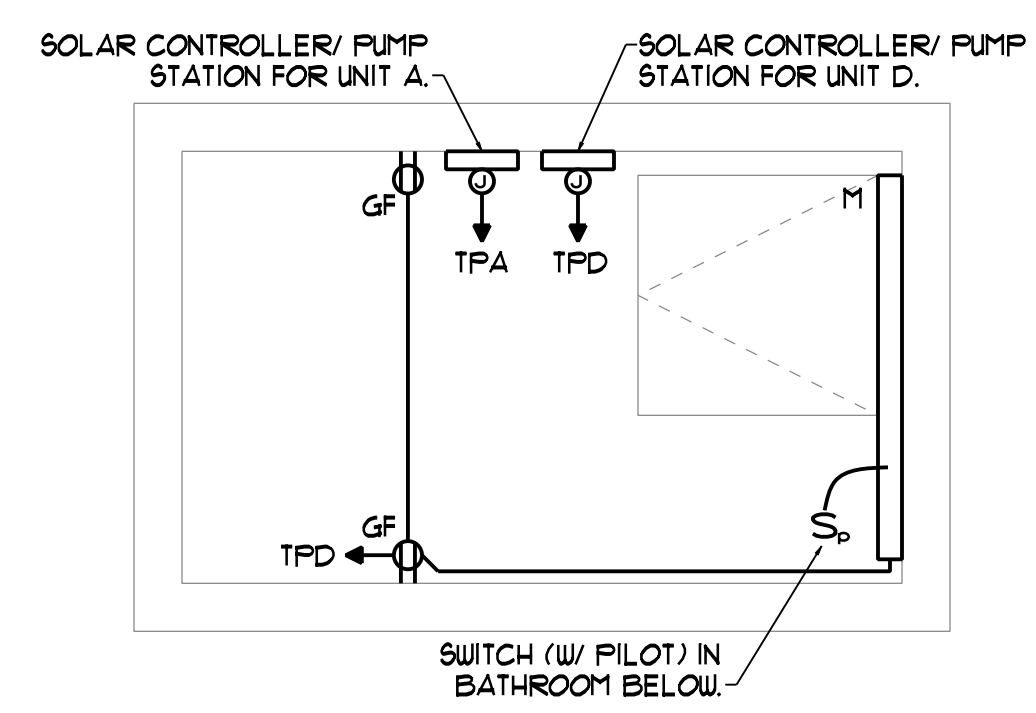 SOLAR CONTROLLER/ PUMP
STATION FOR UNIT A.
SOLAR CONTROLLER/ PUMP
STATION FOR UNIT D.
J
J
M
GF
TPA
TPD
GF
Sp
TPD
SWITCH (W/ PILOT) IN
BATHROOM BELOW.